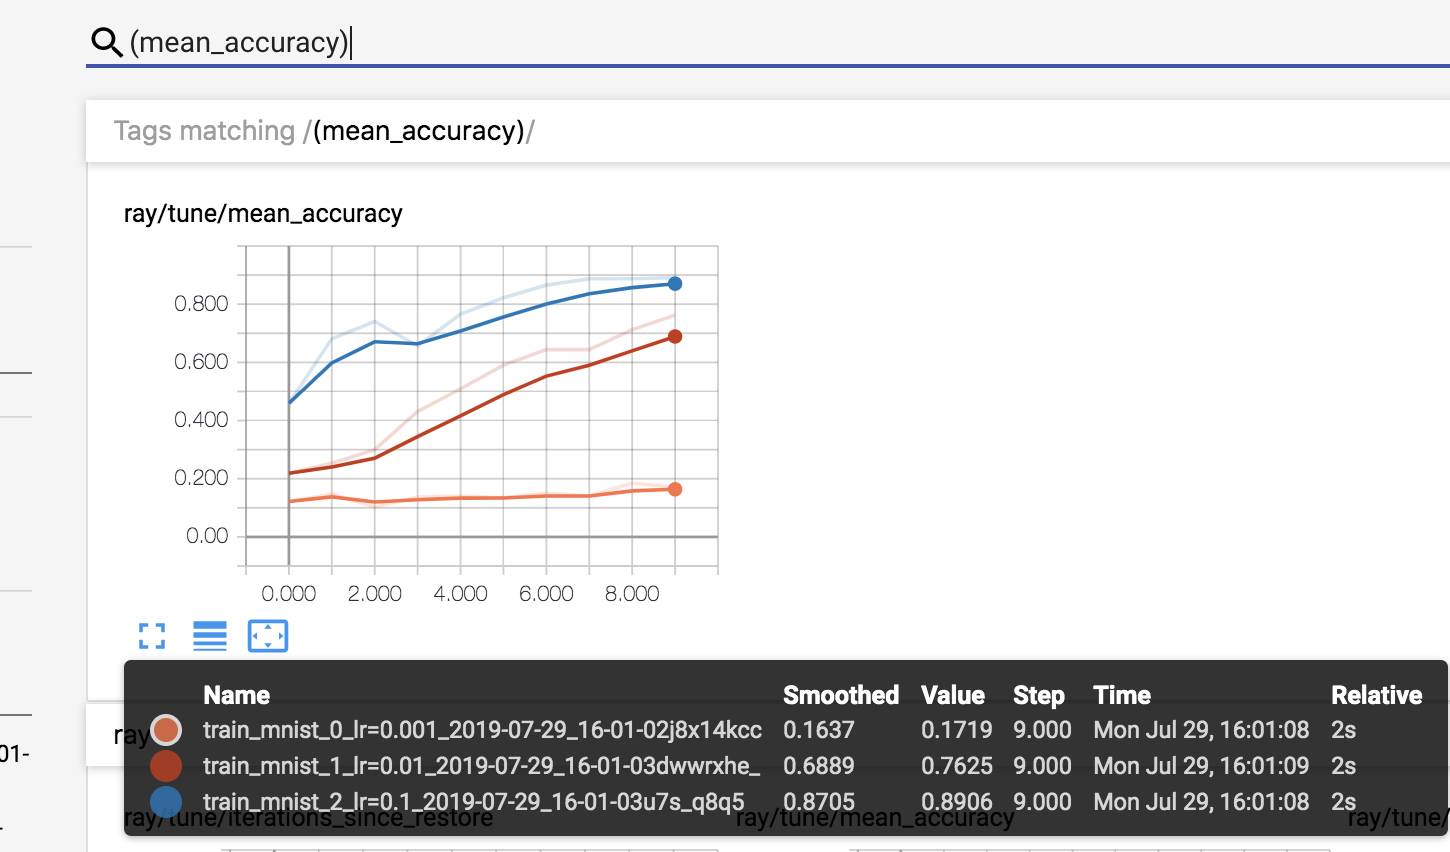 (mean_accuracy)
Tags matching /(mean_accuracy)/
ray/tune/mean_accuracy
0.800
0.600
0.400
0.200
0.00
0.000 2.000 4.000 6.000 8.000
Name Smoothed Value Step Time Relative
ray
train_mnist_0_lr=0.001_2019-07-29_16-01-02j8x14kcc 0.1637 0.1719 9.000 Mon Jul 29, 16:01:08 2s
01-
train_mnist_1_lr=0.01_2019-07-29_16-01-03dwwrxhe_ 0.6889 0.7625 9.000 Mon Jul 29, 16:01:09 2s
train_mnist_2_lr=0.1_2019-07-29_16-01-03u7s_q8q5 0.8705 0.8906 9.000 Mon Jul 29, 16:01:08 2s
ray/tune/iterations_since_restore ray/tune/mean_accuracy ray/tune/